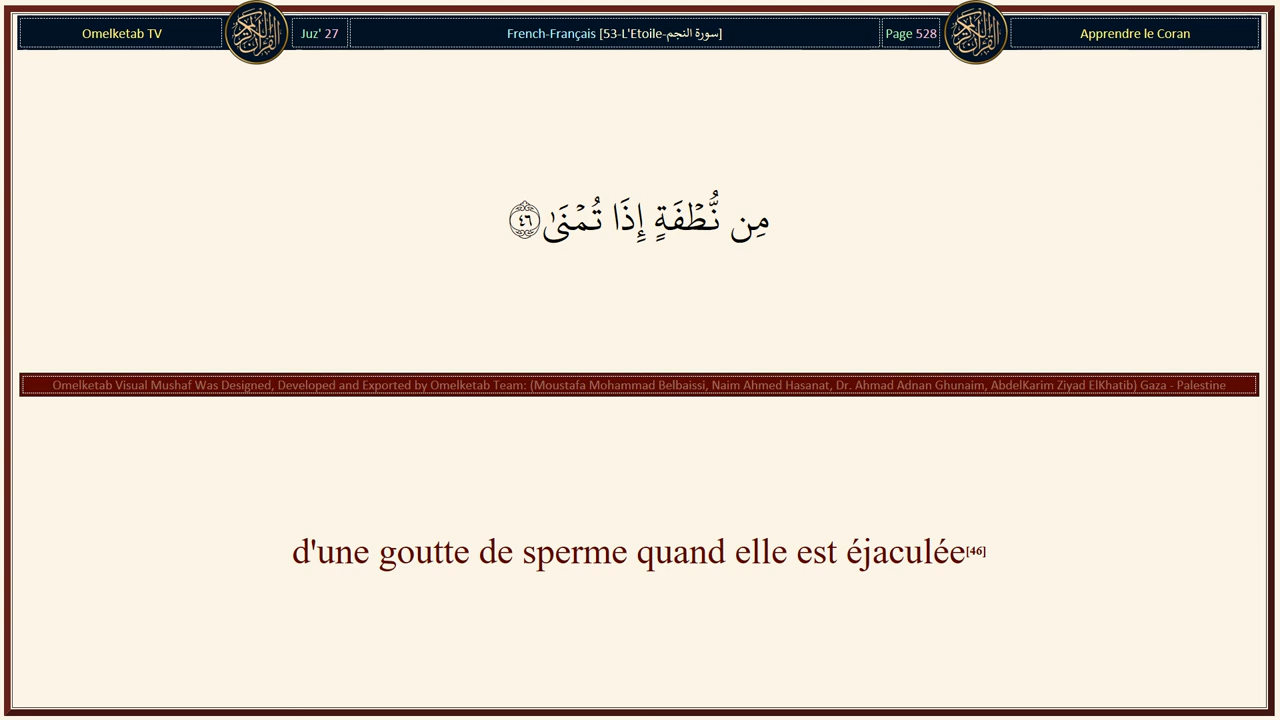 Omelketab TV
Juz' 27
French-Français [53-L'Etoile-سورة النجم]
Page 528
Apprendre le Coran
مِن نُّطۡفَةٍ إِذَا تُمۡنَىٰ ٤٦
Omelketab Visual Mushaf Was Designed, Developed and Exported by Omelketab Team: (Moustafa Mohammad Belbaissi, Naim Ahmed Hasanat, Dr. Ahmad Adnan Ghunaim, AbdelKarim Ziyad ElKhatib) Gaza - Palestine
d'une goutte de sperme quand elle est éjaculée[46]